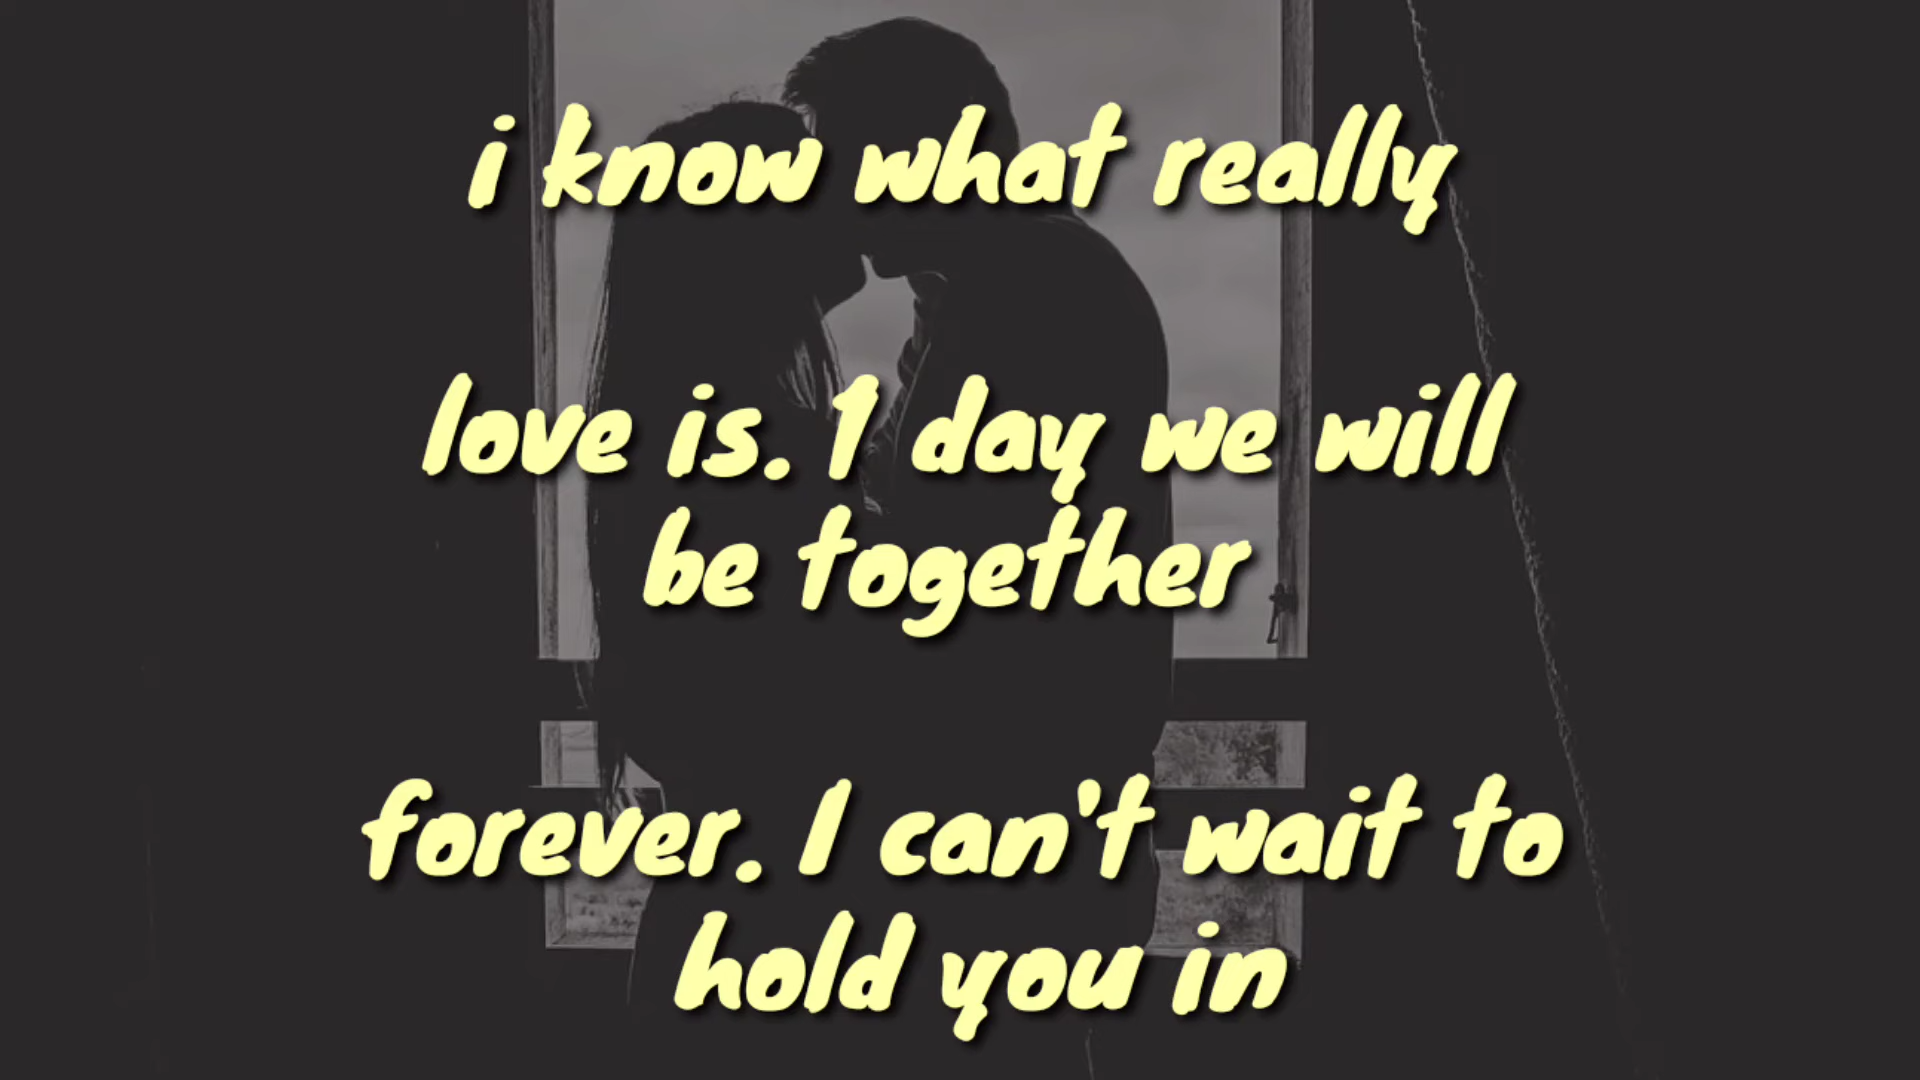 i know what really
love is. 1 day we will
be together
forever. I can't wait to
hold you in